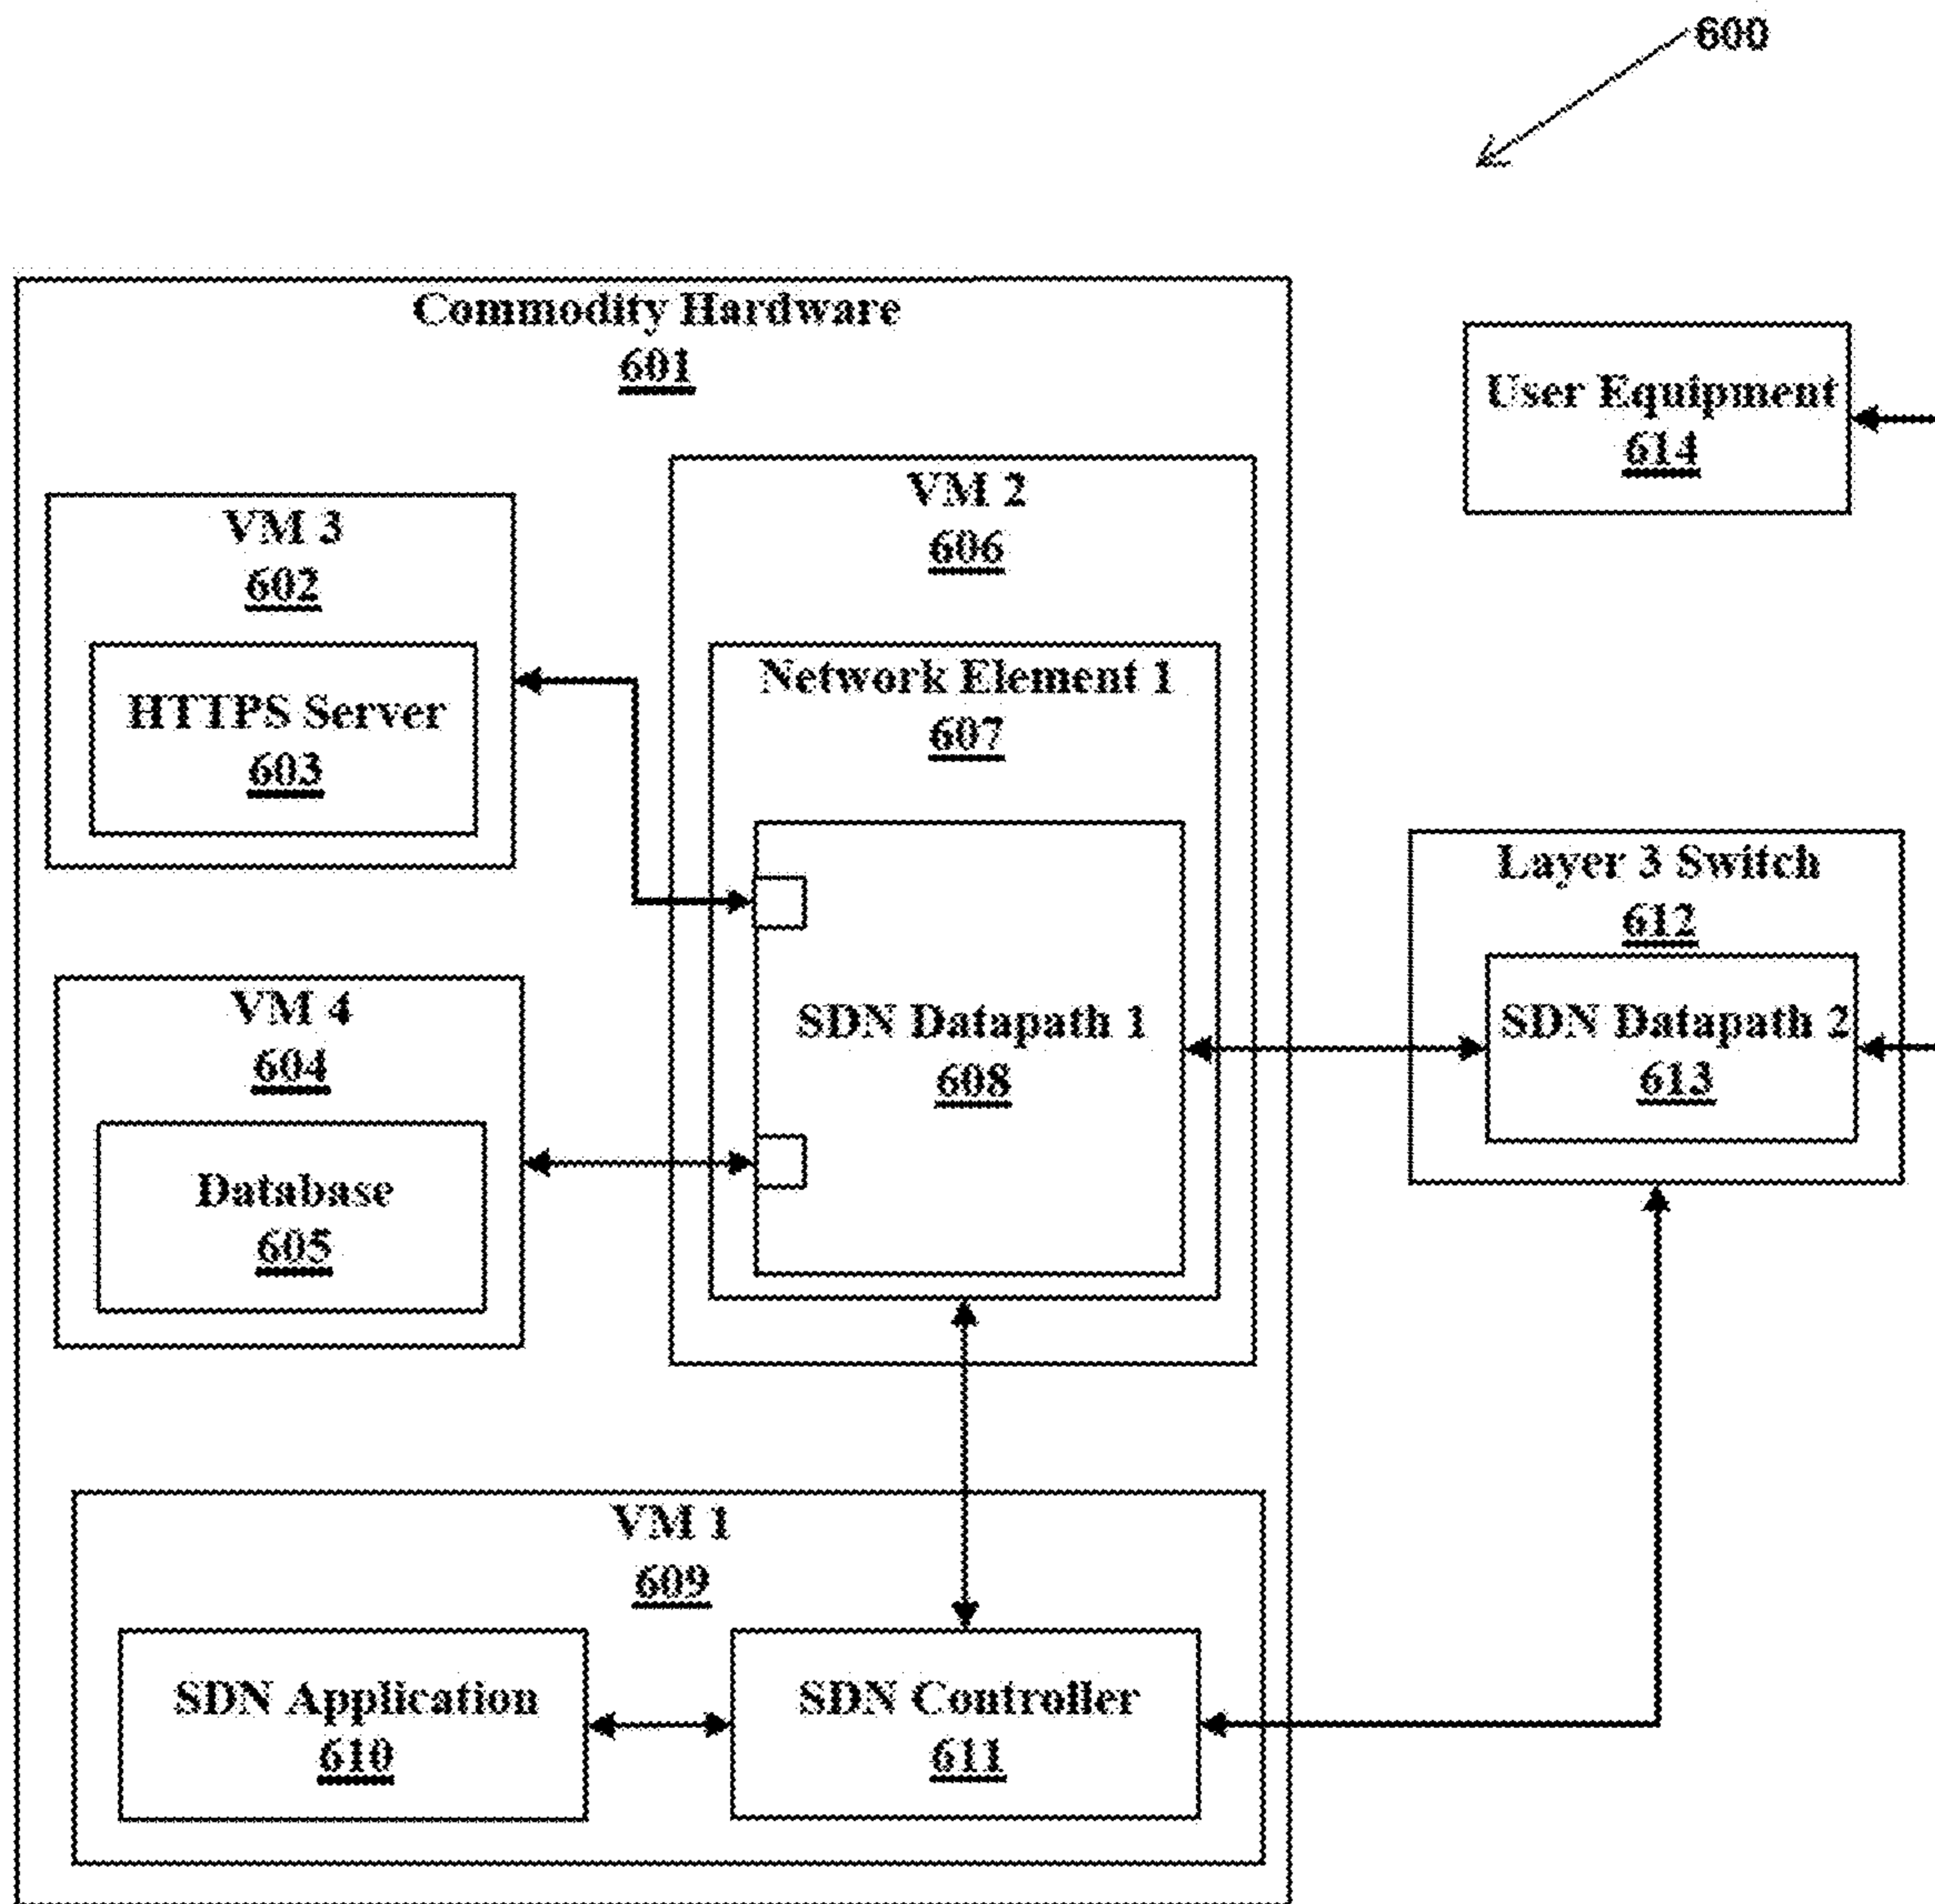 600
Commodity Hardware
601
User Equipment
614
VM 3
602
HTTPS Server
603
VM 2
606
Network Element 1
607
SDN Datapath 1
608
Layer 3 Switch
612
SDN Datapath 2
613
VM 4
604
Database
605
VM 1
609
SDN Application
610
SDN Controller
611